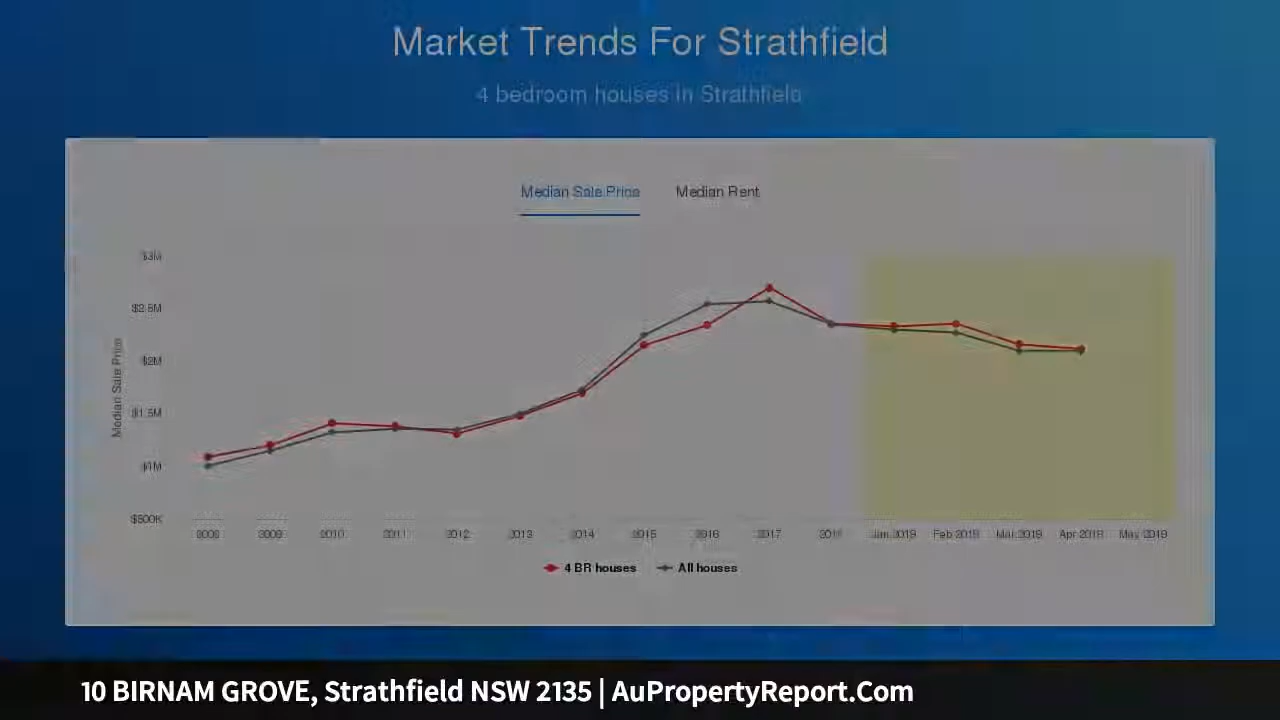 Market Trends For Strathfield
4 bedroom houses in Strathfield
Median Sale Price Median Rent
$3M
$2.5M
$2M
$1.5M
$1M
$500K
Median Sale Price
2008 2009 2010 2011 2012 2013 2014 2015 2016 2017 2018 Jan 2019 Feb 2019 Mar 2019 Apr 2019 May 2019
4 BR houses All houses
10 BIRNAM GROVE, Strathfield NSW 2135 | AuPropertyReport.Com